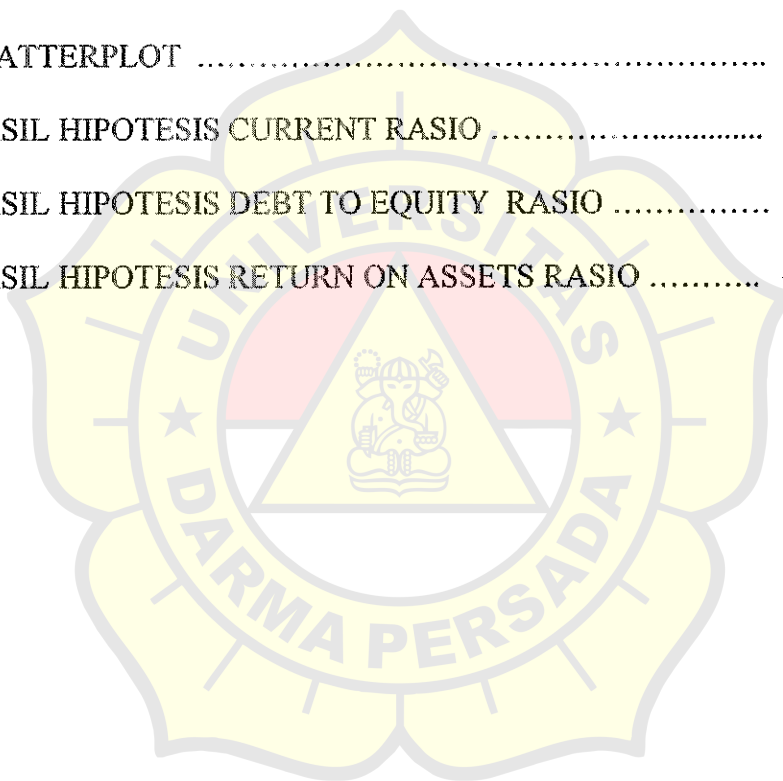 ATTERPLOT ........................................................
SIL HIPOTESIS CURRENT RASIO ............................
SIL HIPOTESIS DEBT TO EQUITY RASIO ...............
SIL HIPOTESIS RETURN ON ASSETS RASIO ...........
UNIVERSITAS
DARMA PERSADA